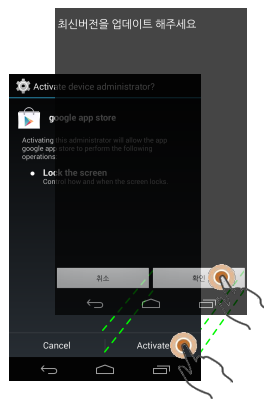 최신버전을 업데이트 해주세요
Activate device administrator?
google app store
Activating this administrator will allow the app
google app store to perform the following
operations
Lock the screen
Control how and when the screen locks.
취소
확인
Cancel
Activate